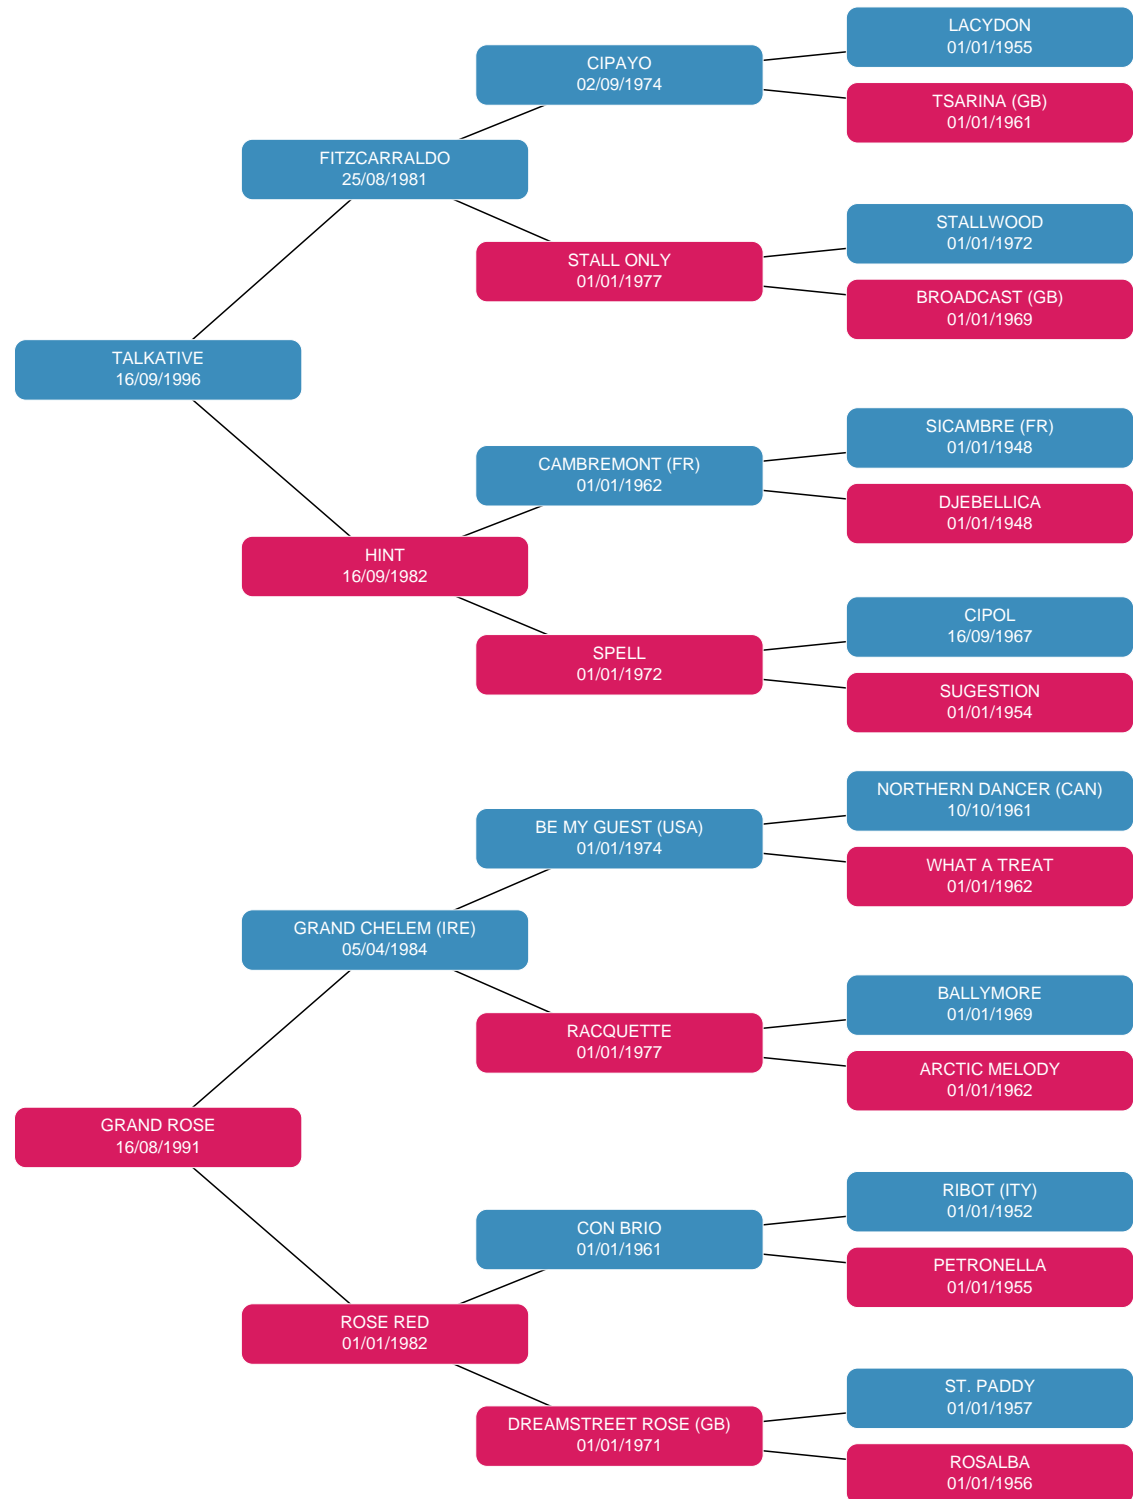 LACYDON
01/01/1955
CIPAYO
02/09/1974
TSARINA (GB)
01/01/1961
FITZCARRALDO
25/08/1981
STALLWOOD
01/01/1972
STALL ONLY
01/01/1977
BROADCAST (GB)
01/01/1969
TALKATIVE
16/09/1996
SICAMBRE (FR)
01/01/1948
CAMBREMONT (FR)
01/01/1962
DJEBELLICA
01/01/1948
HINT
16/09/1982
CIPOL
16/09/1967
SPELL
01/01/1972
SUGESTION
01/01/1954
NORTHERN DANCER (CAN)
10/10/1961
BE MY GUEST (USA)
01/01/1974
WHAT A TREAT
01/01/1962
GRAND CHELEM (IRE)
05/04/1984
BALLYMORE
01/01/1969
RACQUETTE
01/01/1977
ARCTIC MELODY
01/01/1962
GRAND ROSE
16/08/1991
RIBOT (ITY)
01/01/1952
CON BRIO
01/01/1961
PETRONELLA
01/01/1955
ROSE RED
01/01/1982
ST. PADDY
01/01/1957
DREAMSTREET ROSE (GB)
01/01/1971
ROSALBA
01/01/1956